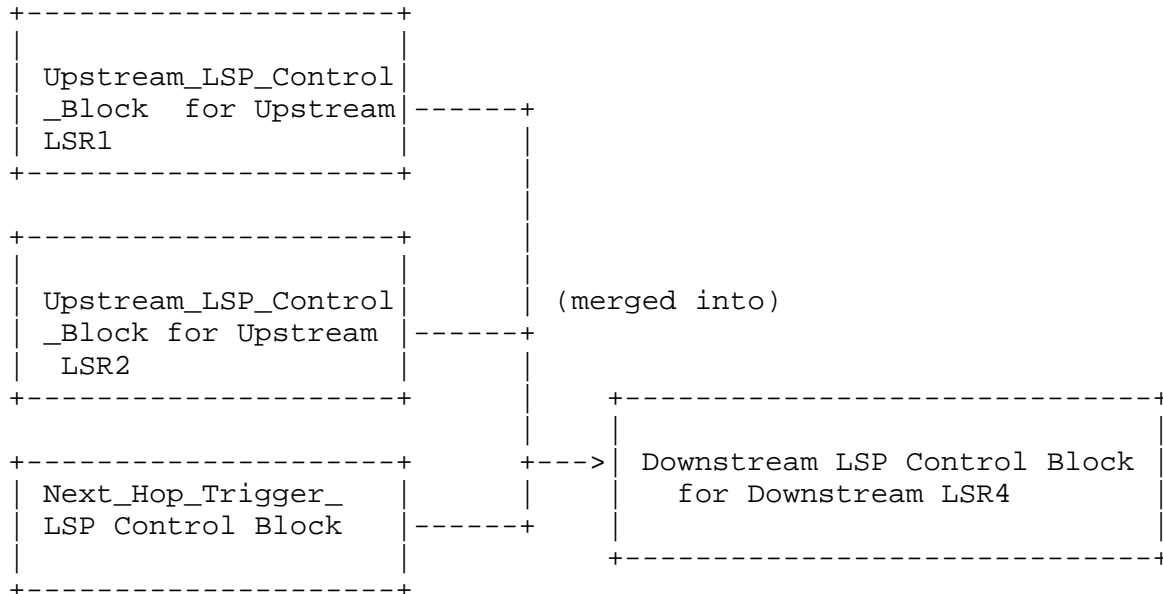 Upstream_LSP_Control
_Block  for Upstream
LSR1
Upstream_LSP_Control
_Block for Upstream
LSR2
(merged into)
Next_Hop_Trigger_
LSP Control Block
Downstream LSP Control Block
for Downstream LSR4